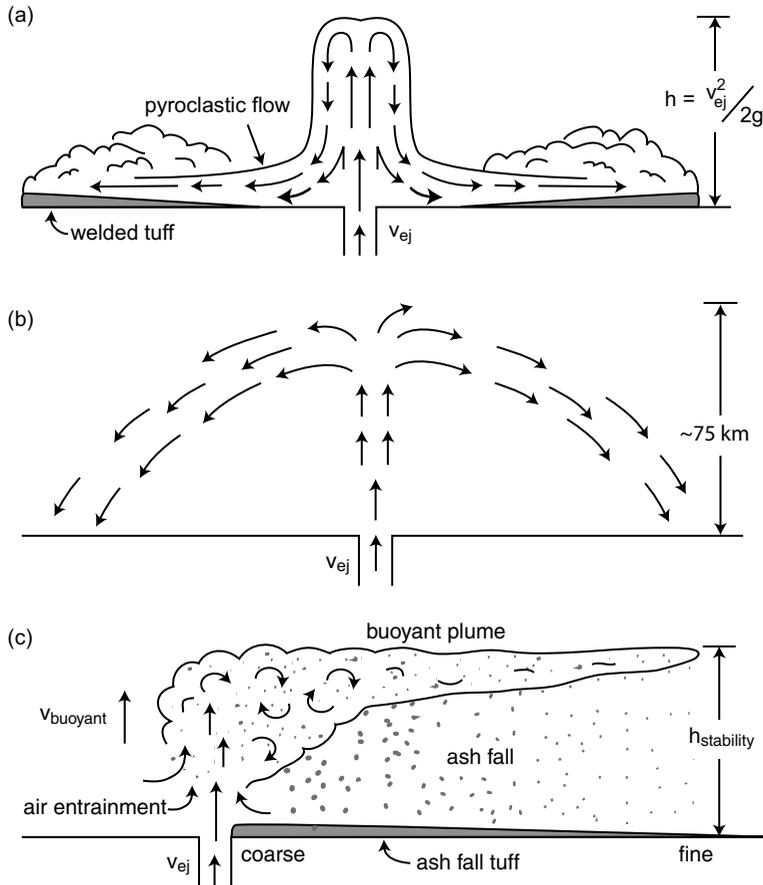 (a)
pyroclastic flow
h = v_ej^2/2g
welded tuff
v_ej
(b)
~75 km
v_ej
(c)
buoyant plume
v_buoyant
h_stability
ash fall
air entrainment
v_ej
coarse
ash fall tuff
fine